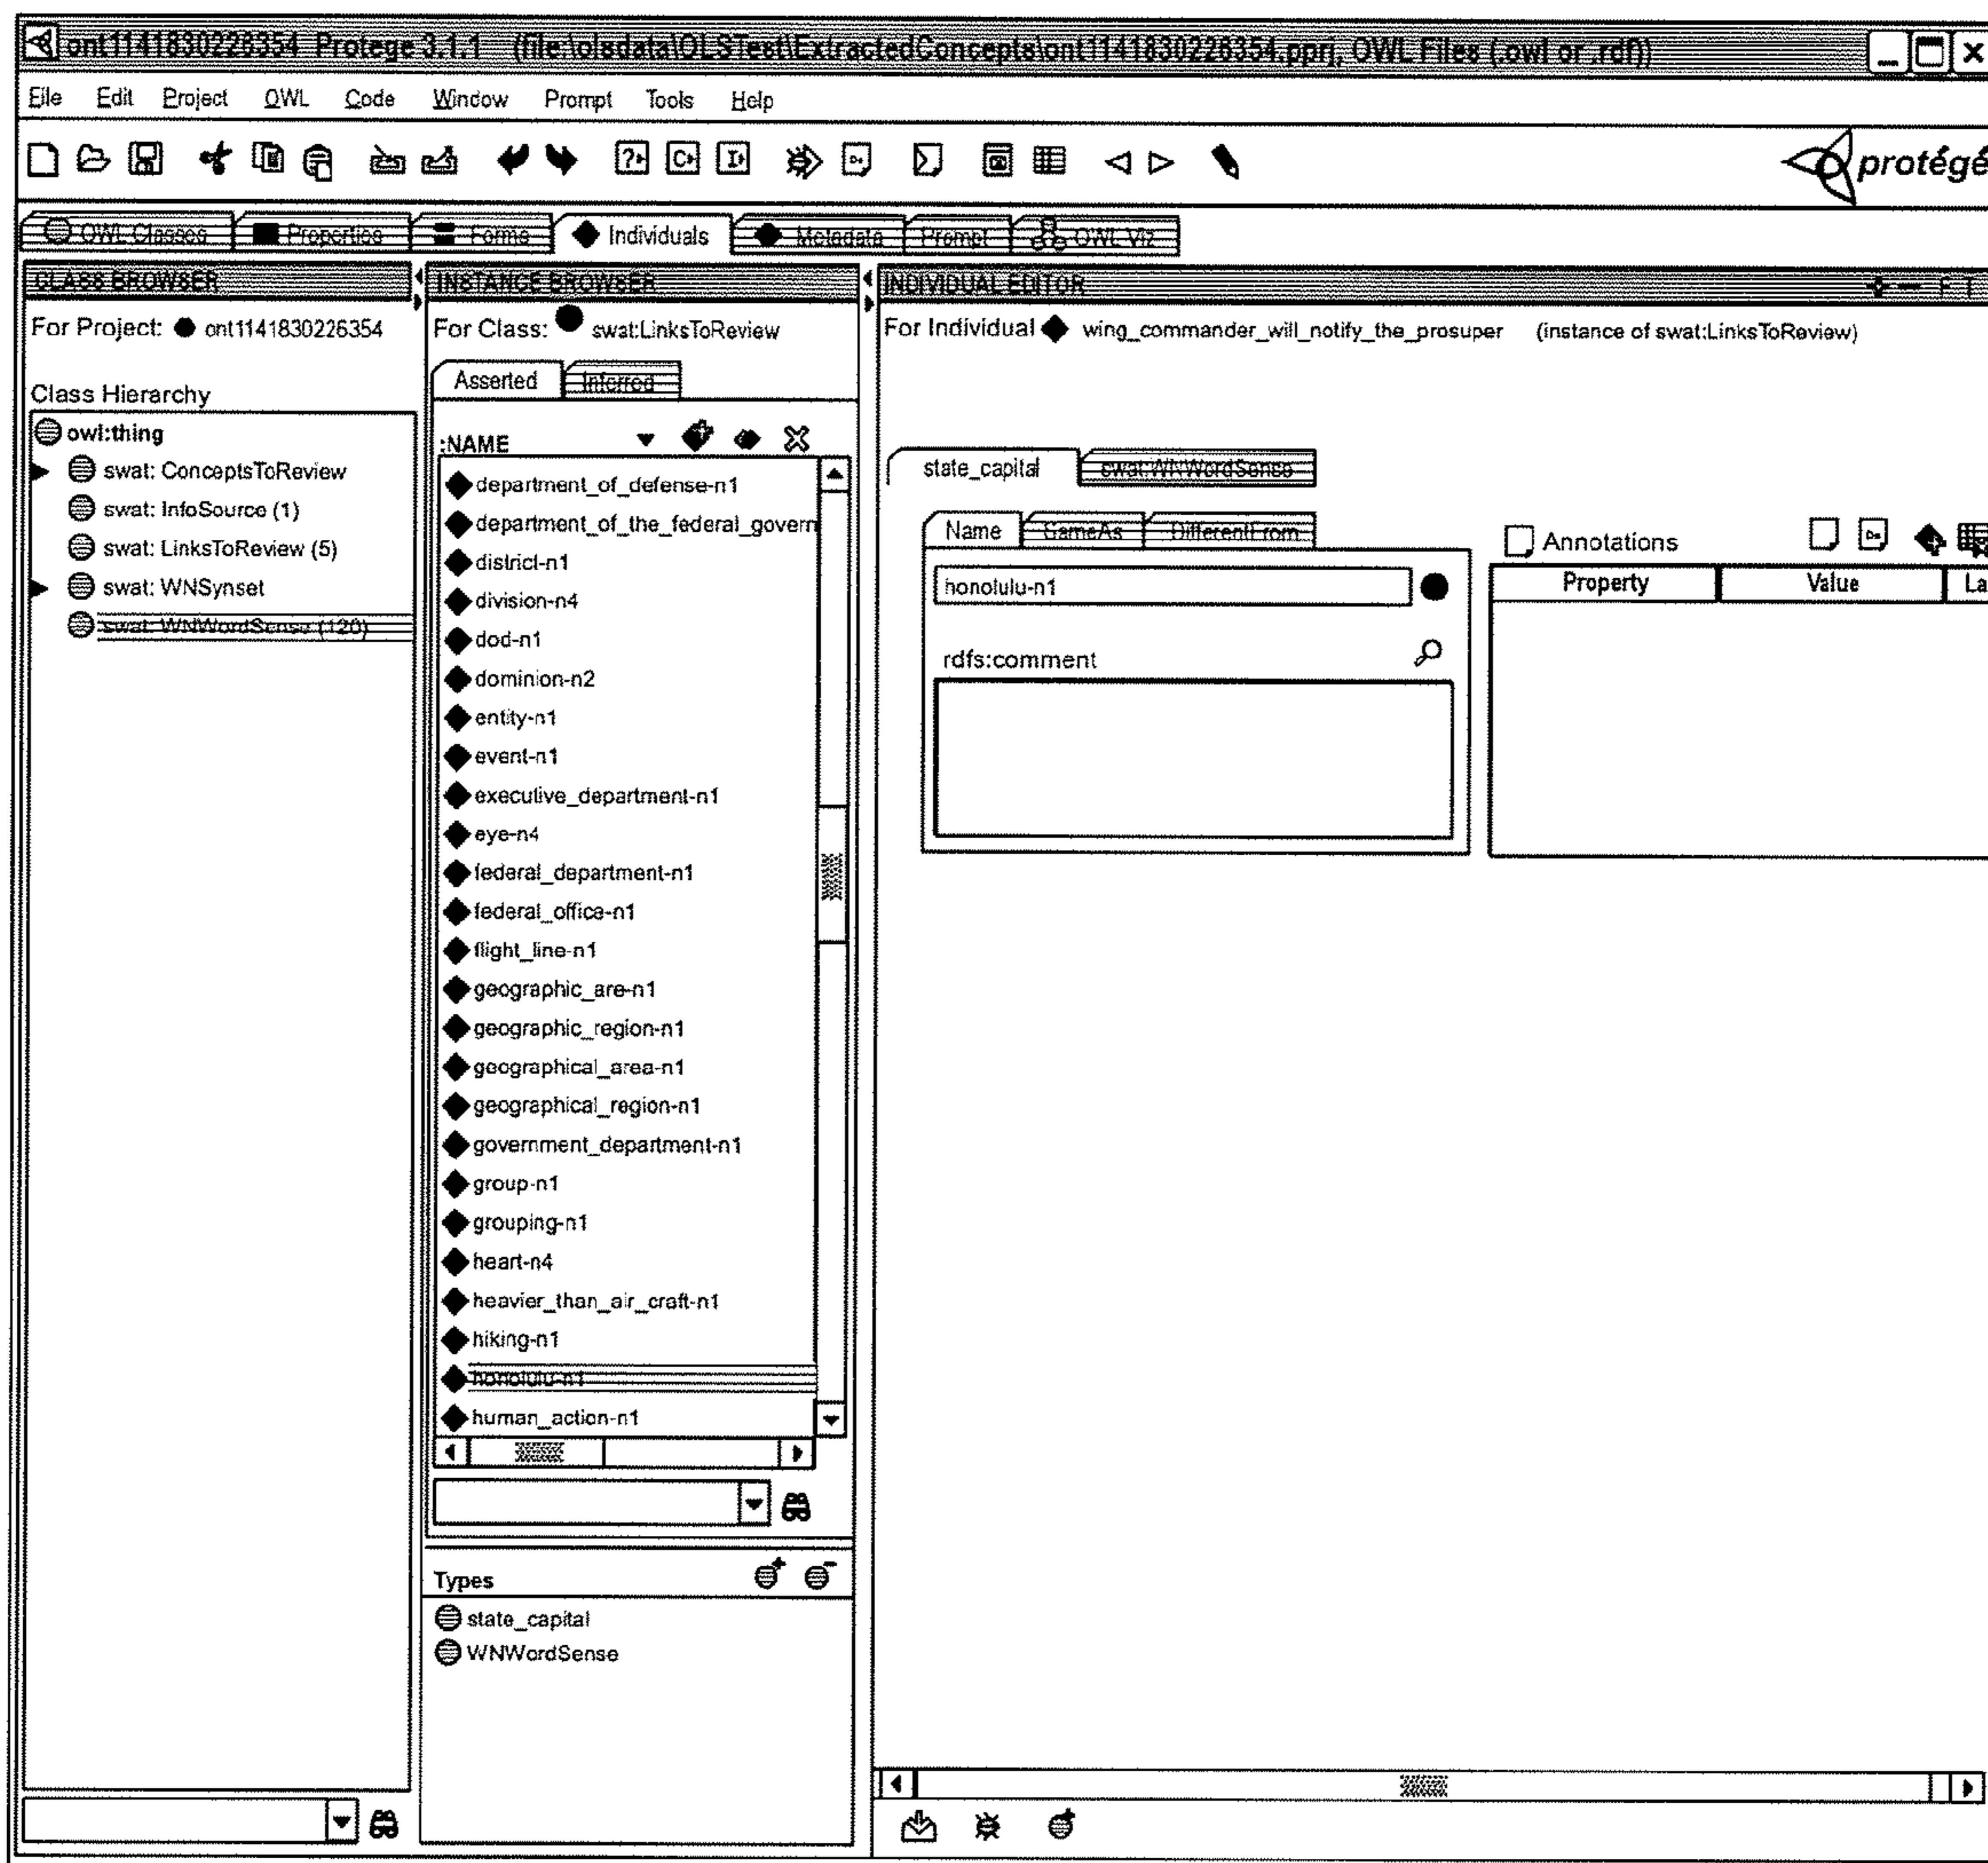 ont1141830226354 Protege 3.1.1 (file:\olsdata\OLSTest\ExtractedConcepts\ont1141830226354.pprj, OWL Files (.owl or .rdf))
File Edit Project OWL Code Window Prompt Tools Help
protégé
OWL Classes Properties Forms Individuals Metadata Prompt OWL Viz
CLASS BROWSER
For Project: ont1141830226354
Class Hierarchy
owl:thing
swat: ConceptsToReview
swat: InfoSource (1)
swat: LinksToReview (5)
swat: WNSynset
swat: WNWordSense (120)
INSTANCE BROWSER
For Class: swat:LinksToReview
Asserted Inferred
:NAME
department_of_defense-n1
department_of_the_federal_govern
district-n1
division-n4
dod-n1
dominion-n2
entity-n1
event-n1
executive_department-n1
eye-n4
federal_department-n1
federal_office-n1
flight_line-n1
geographic_are-n1
geographic_region-n1
geographical_area-n1
geographical_region-n1
government_department-n1
group-n1
grouping-n1
heart-n4
heavier_than_air_craft-n1
hiking-n1
honolulu-n1
human_action-n1
Types
state_capital
WNWordSense
INDIVIDUAL EDITOR
F T
For Individual wing_commander_will_notify_the_prosuper (instance of swat:LinksToReview)
state_capital swat:WNWordSense
Name SameAs DifferentFrom
honolulu-n1
rdfs:comment
Annotations
Property Value La